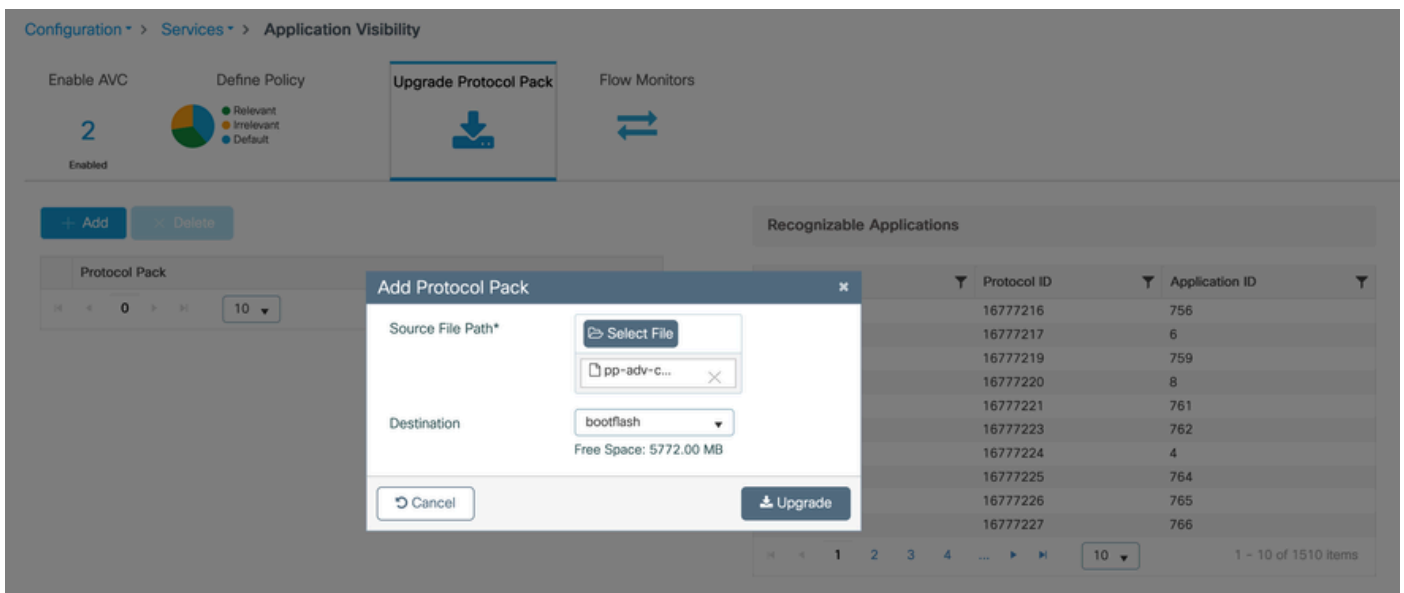 Configuration > Services > Application Visibility
Enable AVC
2
Enabled
Define Policy
Relevant
Irrelevant
Default
Upgrade Protocol Pack
Flow Monitors
+ Add
× Delete
Protocol Pack
0
10
Recognizable Applications
Protocol ID Application ID
16777216 756
16777217 6
16777219 759
16777220 8
16777221 761
16777223 762
16777224 4
16777225 764
16777226 765
16777227 766
1 2 3 4 ... 10 1 - 10 of 1510 items
Add Protocol Pack
Source File Path*
Select File
pp-adv-c...
Destination
bootflash
Free Space: 5772.00 MB
Cancel
Upgrade